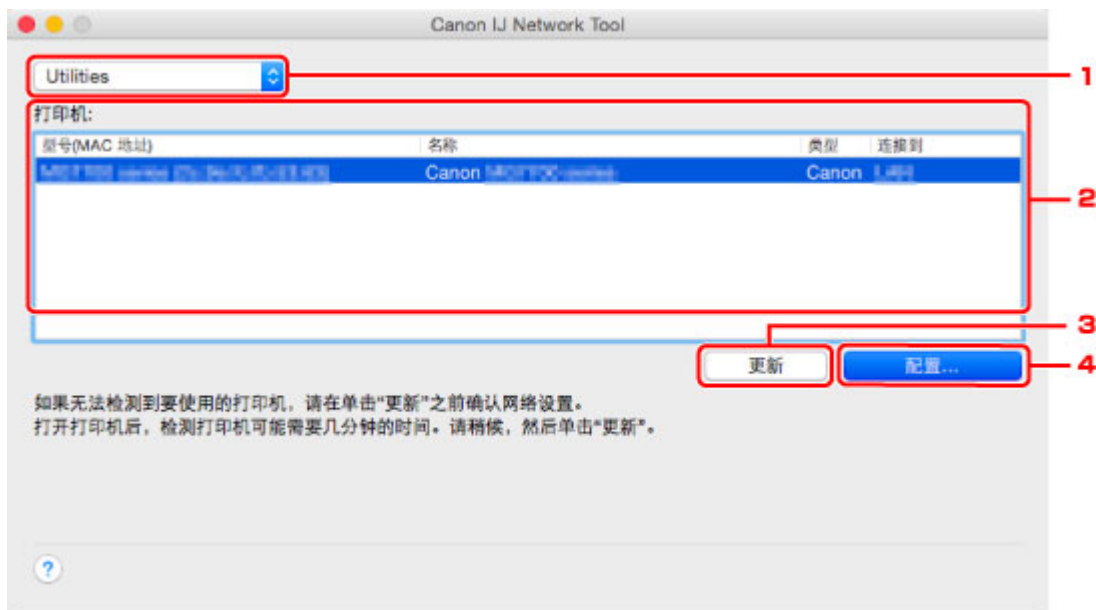 Canon IJ Network Tool
Utilities
1
打印机:
型号(MAC 地址) 名称 类型 连接到
Canon Canon
2
3
更新 配置...
4
如果无法检测到要使用的打印机，请在单击“更新”之前确认网络设置。
打开打印机后，检测打印机可能需要几分钟的时间。请稍候，然后单击“更新”。
?